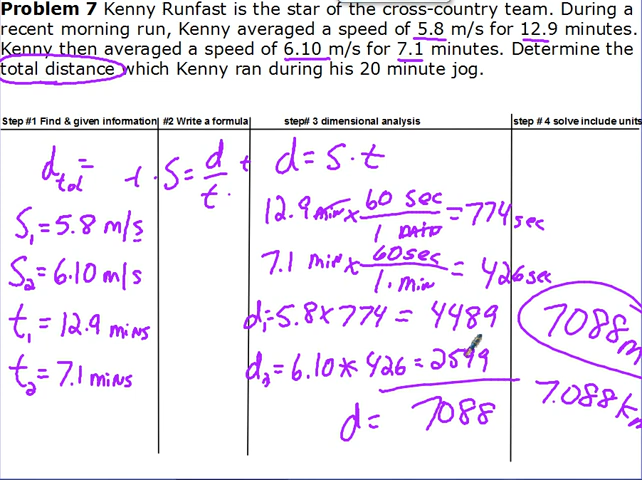 Problem 7 Kenny Runfast is the star of the cross-country team. During a
recent morning run, Kenny averaged a speed of 5.8 m/s for 12.9 minutes.
Kenny then averaged a speed of 6.10 m/s for 7.1 minutes. Determine the
total distance which Kenny ran during his 20 minute jog.
Step #1 Find & given information
#2 Write a formula
step# 3 dimensional analysis
step # 4 solve include units
d tot =
S₁ = 5.8 m/s
S₂ = 6.10 m/s
t₁ = 12.9 mins
t₂ = 7.1 mins
t · S = d/t · t
d = s · t
12.9 min x 60 sec / 1 min = 774 sec
7.1 min x 60 sec / 1. min = 426 sec
d₁ = 5.8 x 774 = 4489
d₂ = 6.10 * 426 = 2599
d = 7088
7088 m
7.088 km